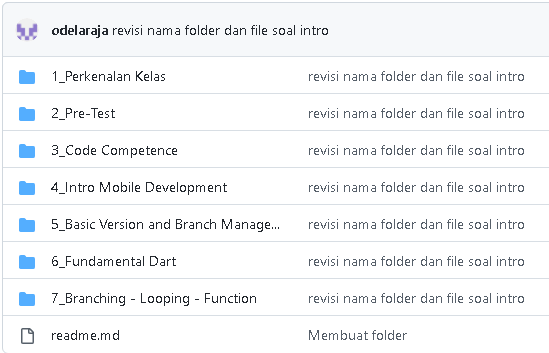 odelaraja revisi nama folder dan file soal intro
1_Perkenalan Kelas revisi nama folder dan file soal intro
2_Pre-Test revisi nama folder dan file soal intro
3_Code Competence revisi nama folder dan file soal intro
4_Intro Mobile Development revisi nama folder dan file soal intro
5_Basic Version and Branch Manage... revisi nama folder dan file soal intro
6_Fundamental Dart revisi nama folder dan file soal intro
7_Branching - Looping - Function revisi nama folder dan file soal intro
readme.md Membuat folder